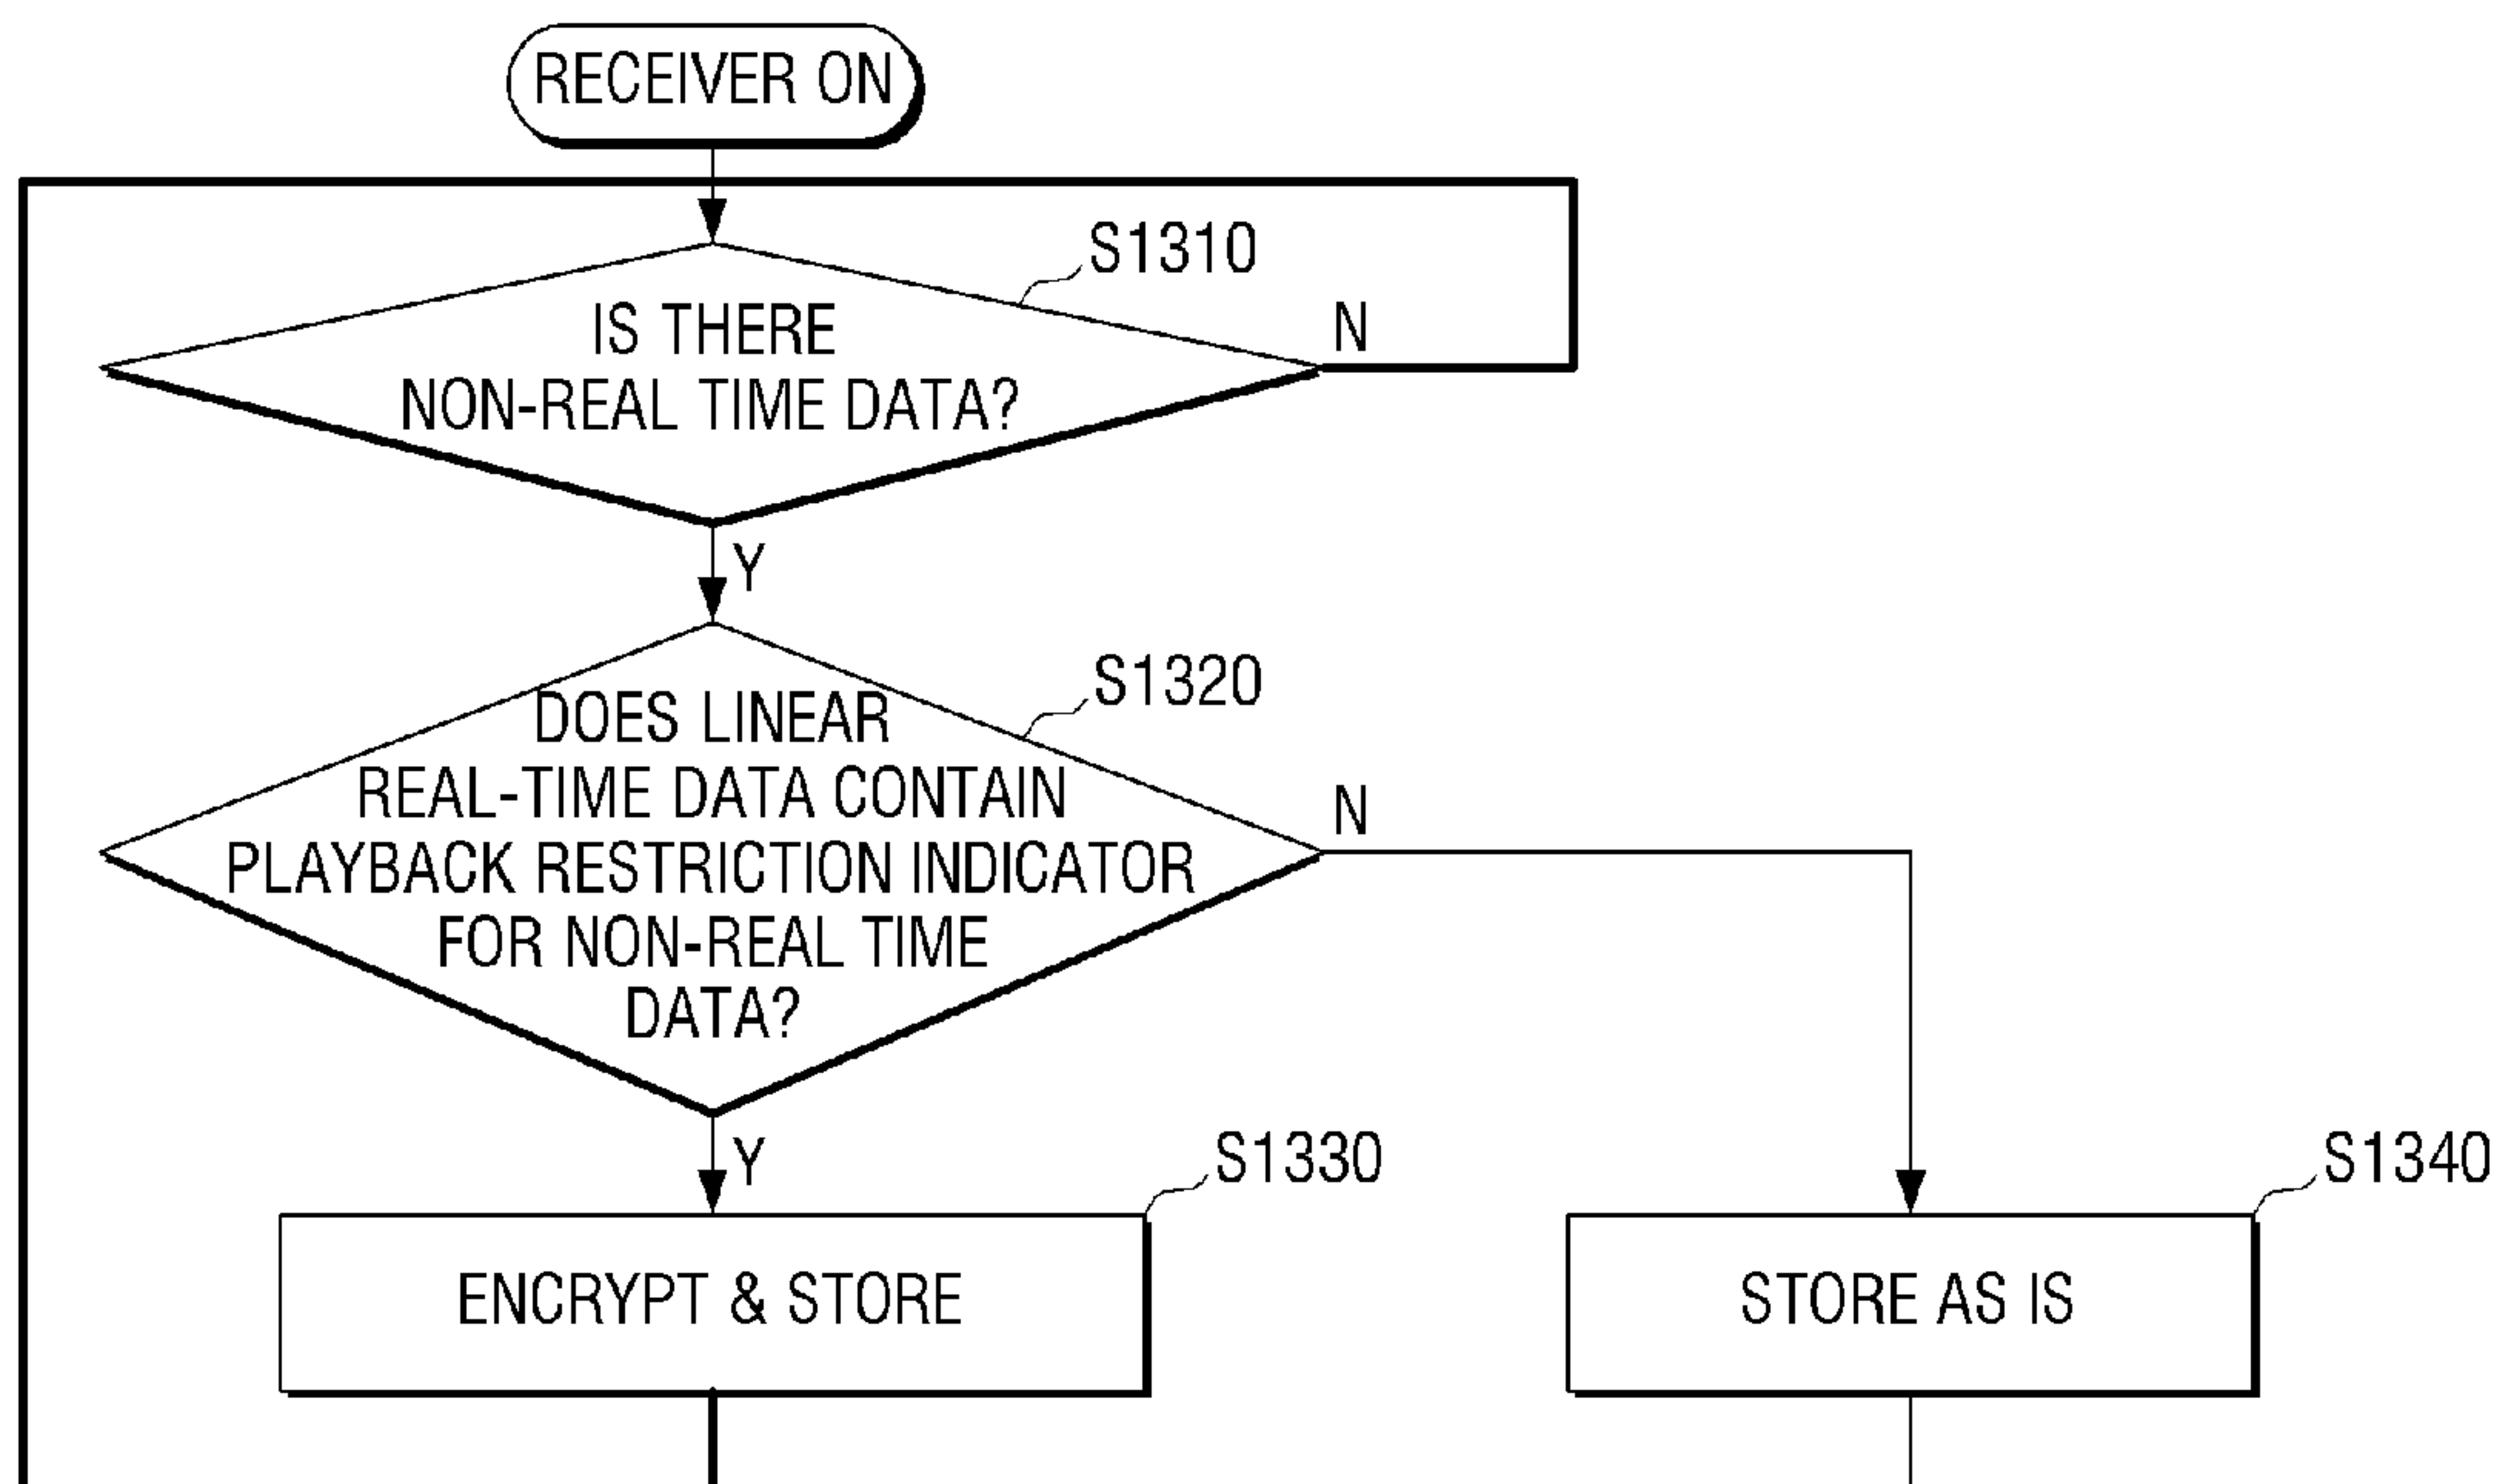 RECEIVER ON
S1310
IS THERE
NON-REAL TIME DATA?
N
Y
S1320
DOES LINEAR
REAL-TIME DATA CONTAIN
PLAYBACK RESTRICTION INDICATOR
FOR NON-REAL TIME
DATA?
N
Y
S1330
ENCRYPT & STORE
S1340
STORE AS IS